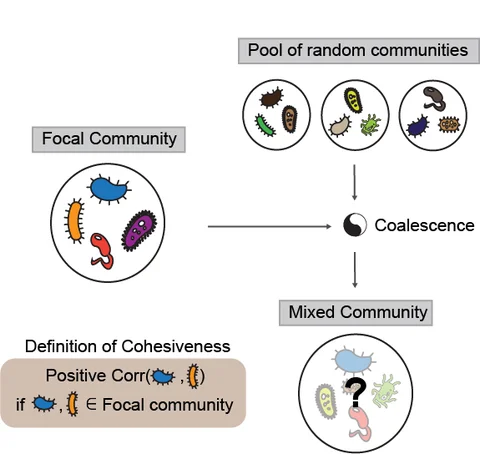 Pool of random communities
Focal Community
Coalescence
Mixed Community
?
Definition of Cohesiveness
Positive Corr( , )
if , ∈ Focal community